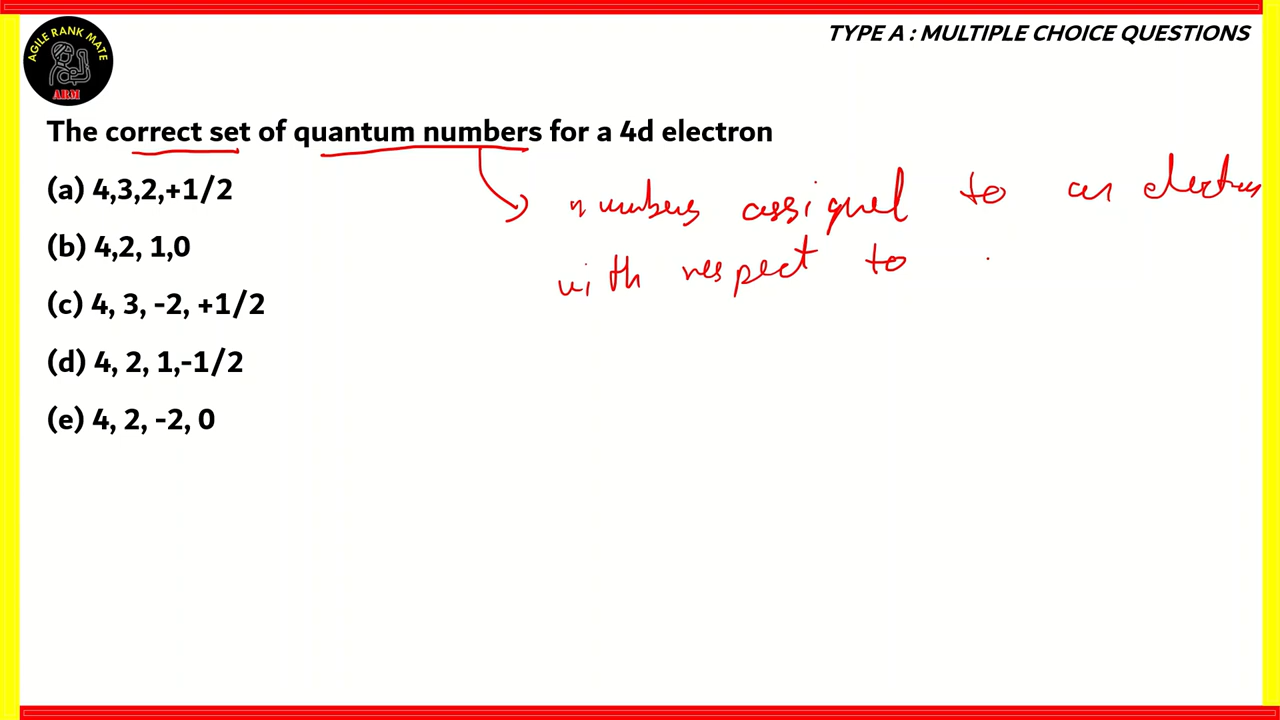 AGILE RANK MATE
ARM
TYPE A : MULTIPLE CHOICE QUESTIONS
The correct set of quantum numbers for a 4d electron
(a) 4,3,2,+1/2
(b) 4,2, 1,0
(c) 4, 3, -2, +1/2
(d) 4, 2, 1,-1/2
(e) 4, 2, -2, 0
numbers assigned to an electron
with respect to